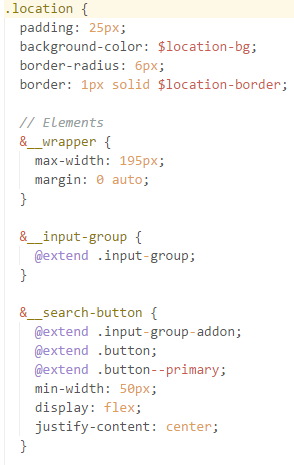 .location {
  padding: 25px;
  background-color: $location-bg;
  border-radius: 6px;
  border: 1px solid $location-border;

  // Elements
  &__wrapper {
    max-width: 195px;
    margin: 0 auto;
  }

  &__input-group {
    @extend .input-group;
  }

  &__search-button {
    @extend .input-group-addon;
    @extend .button;
    @extend .button--primary;
    min-width: 50px;
    display: flex;
    justify-content: center;
  }